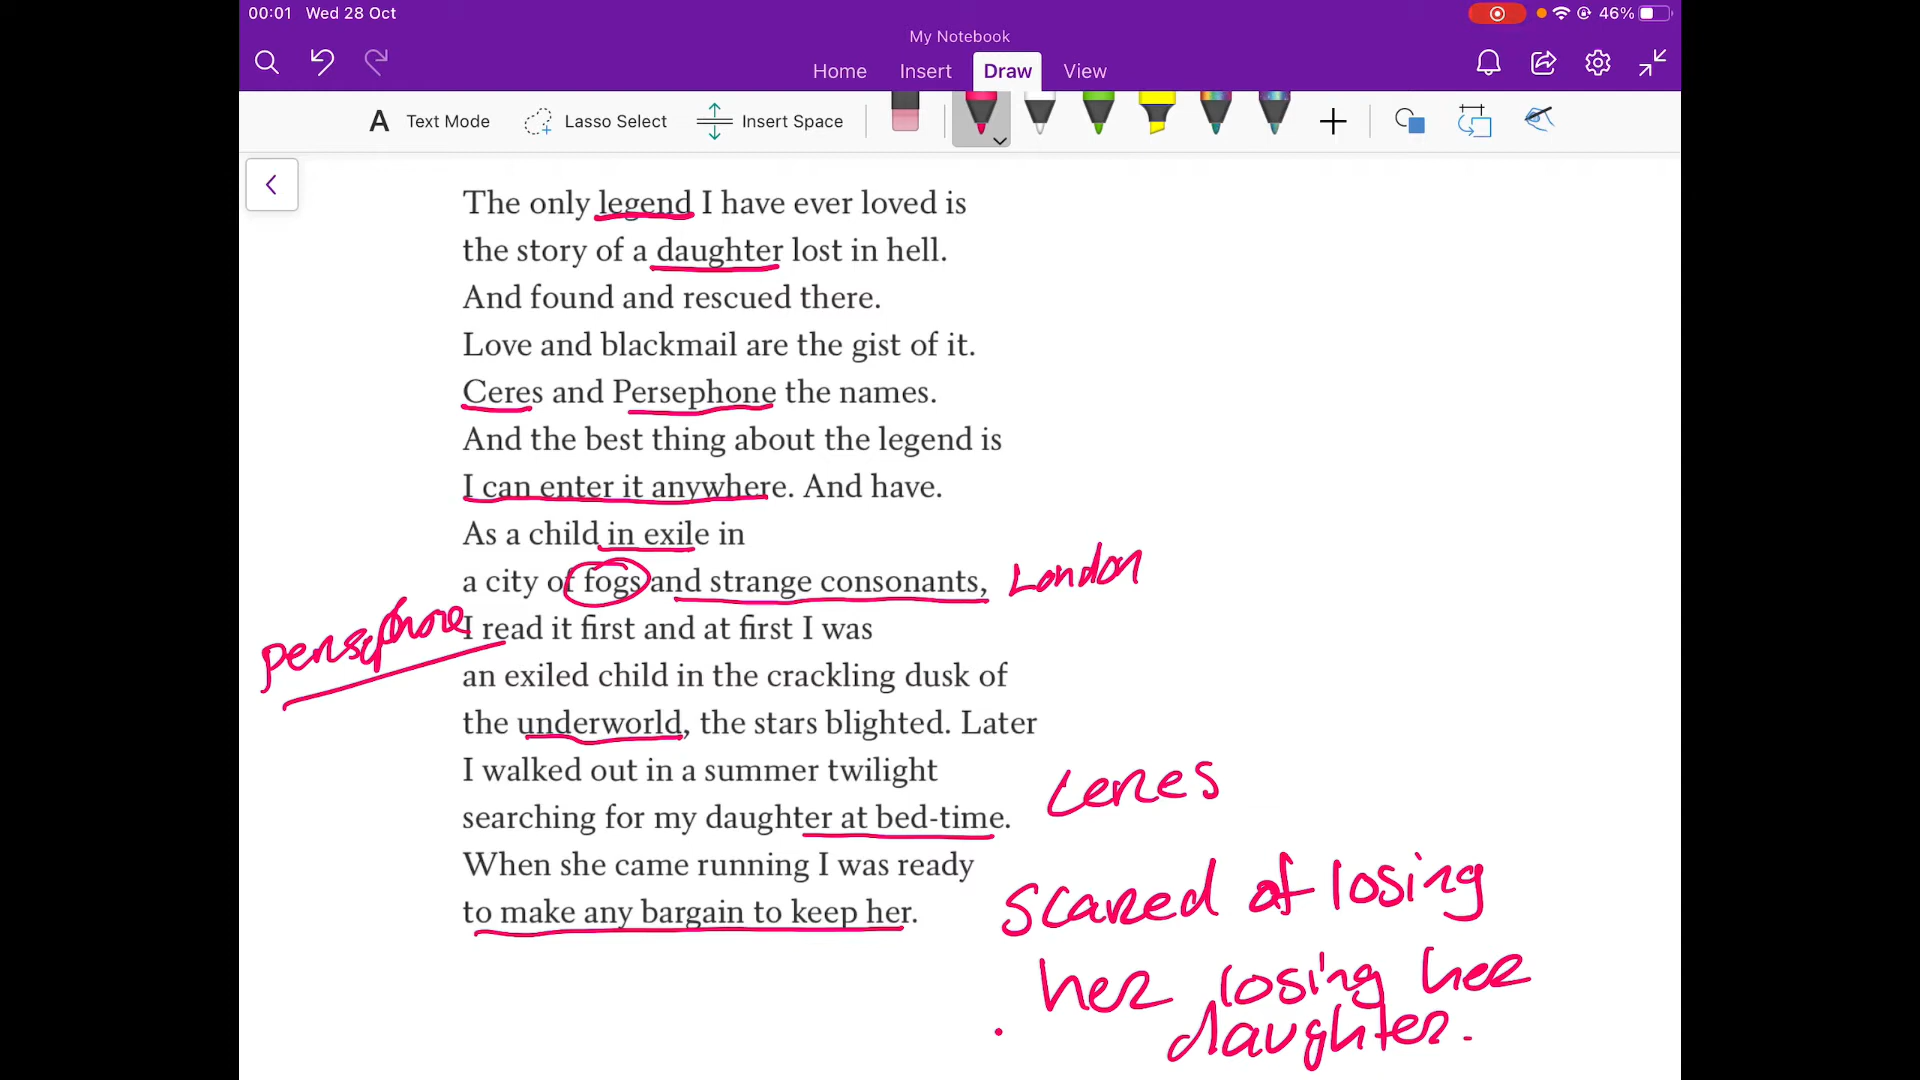 00:01 Wed 28 Oct
46%
My Notebook
Home Insert Draw View
Text Mode Lasso Select Insert Space
The only legend I have ever loved is
the story of a daughter lost in hell.
And found and rescued there.
Love and blackmail are the gist of it.
Ceres and Persephone the names.
And the best thing about the legend is
I can enter it anywhere. And have.
As a child in exile in
a city of fogs and strange consonants, London
persephone I read it first and at first I was
an exiled child in the crackling dusk of
the underworld, the stars blighted. Later
I walked out in a summer twilight
ceres
searching for my daughter at bed-time.
When she came running I was ready
to make any bargain to keep her.
scared of losing
her losing her
daughter.